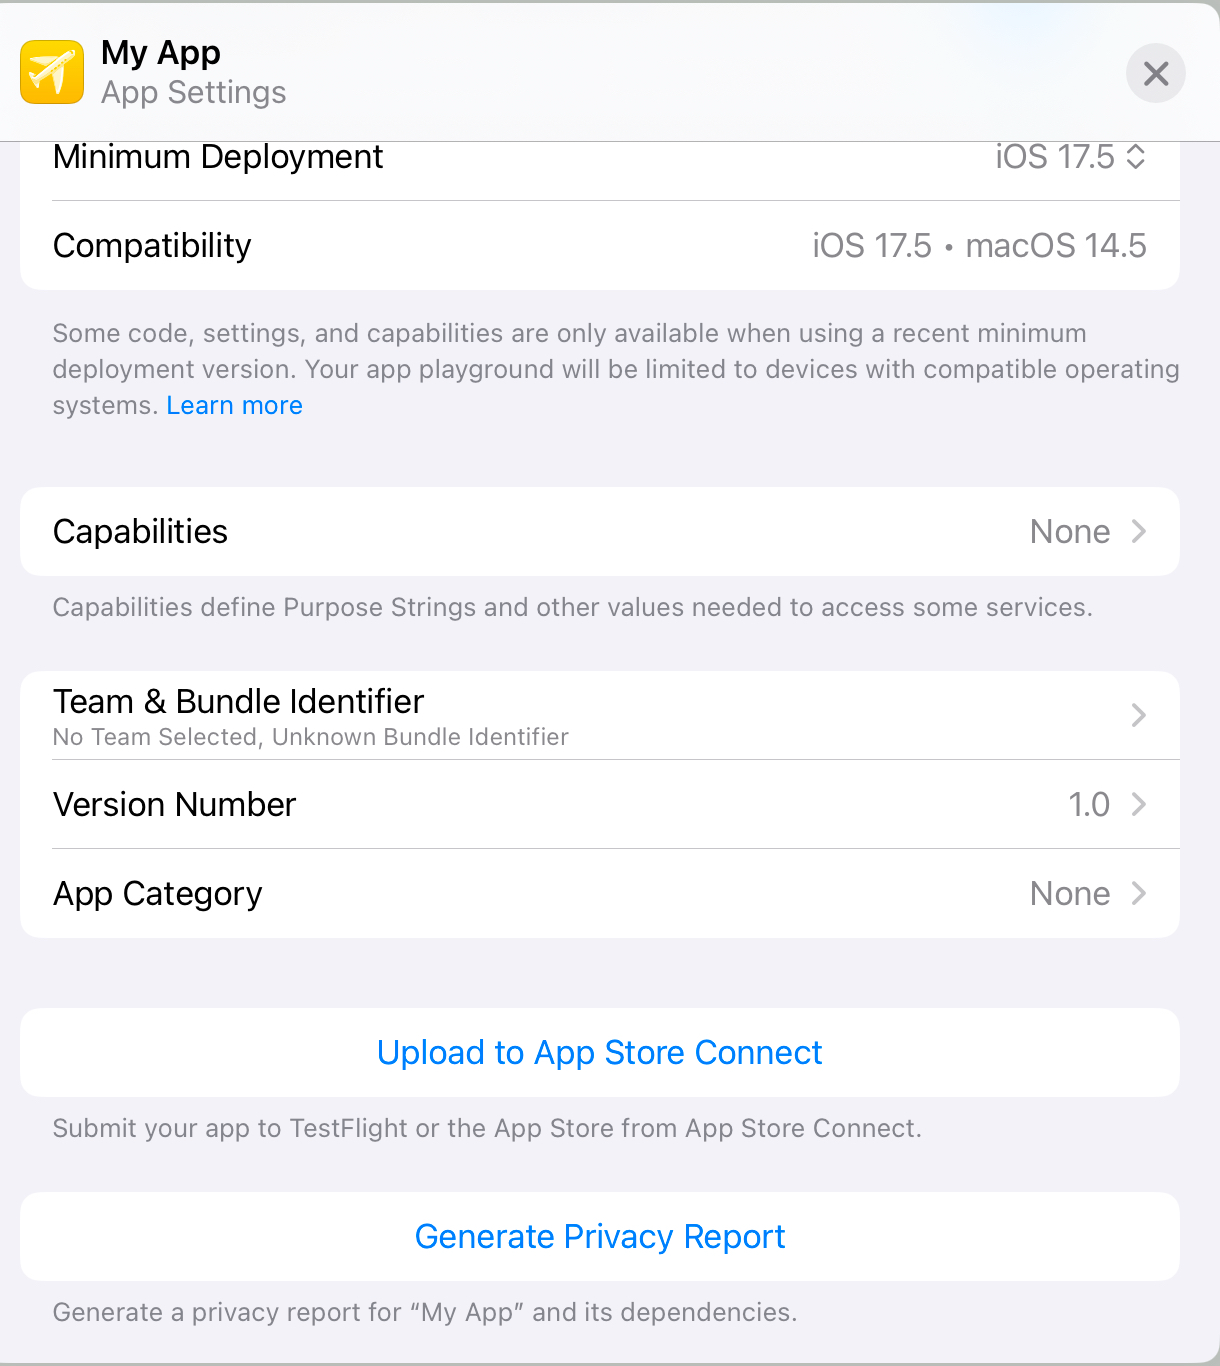 My App
App Settings
Minimum Deployment
iOS 17.5
Compatibility
iOS 17.5 • macOS 14.5
Some code, settings, and capabilities are only available when using a recent minimum
deployment version. Your app playground will be limited to devices with compatible operating
systems. Learn more
Capabilities
None
Capabilities define Purpose Strings and other values needed to access some services.
Team & Bundle Identifier
No Team Selected, Unknown Bundle Identifier
Version Number
1.0
App Category
None
Upload to App Store Connect
Submit your app to TestFlight or the App Store from App Store Connect.
Generate Privacy Report
Generate a privacy report for “My App” and its dependencies.